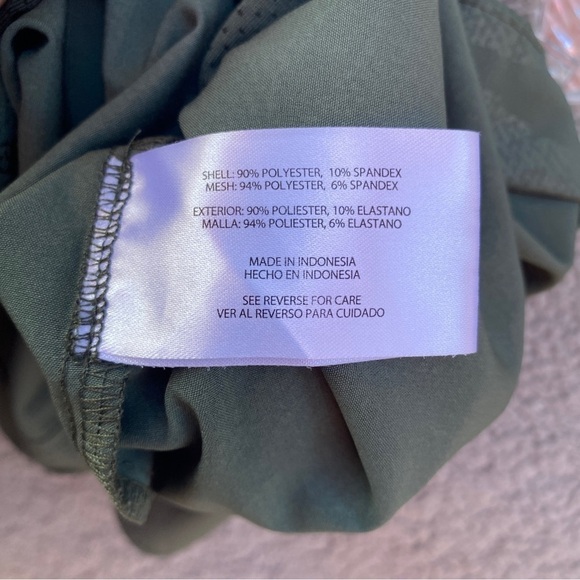 SHELL: 90% POLYESTER, 10% SPANDEX
MESH: 94% POLYESTER, 6% SPANDEX
EXTERIOR: 90% POLIESTER, 10% ELASTANO
MALLA: 94% POLIESTER, 6% ELASTANO
MADE IN INDONESIA
HECHO EN INDONESIA
SEE REVERSE FOR CARE
VER AL REVERSO PARA CUIDADO